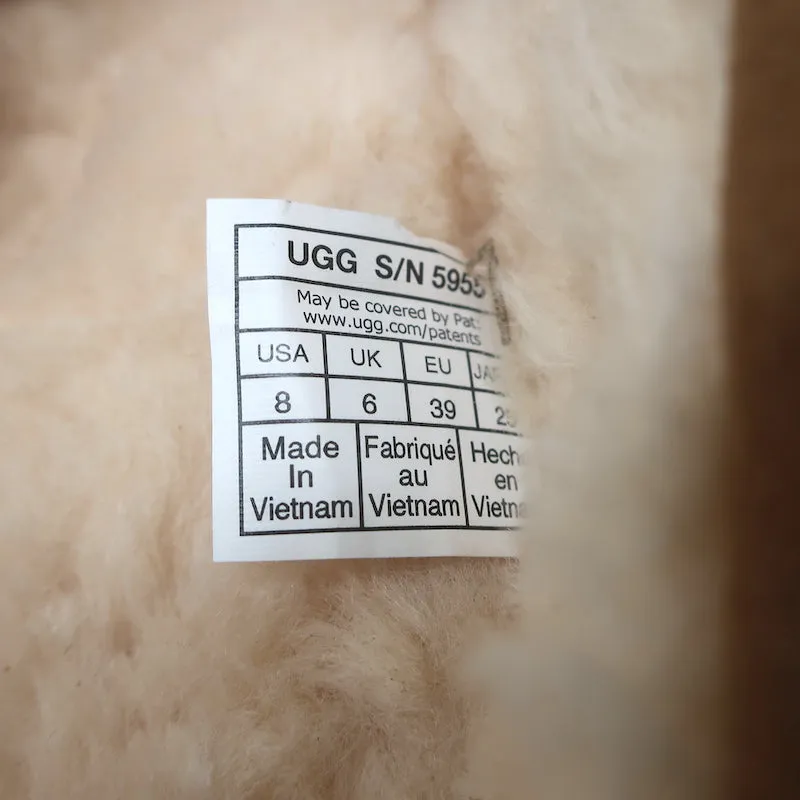 UGG S/N 5955
May be covered by Pat.
www.ugg.com/patents
USA UK EU
8 6 39
Made Fabriqué
In au en
Vietnam Vietnam